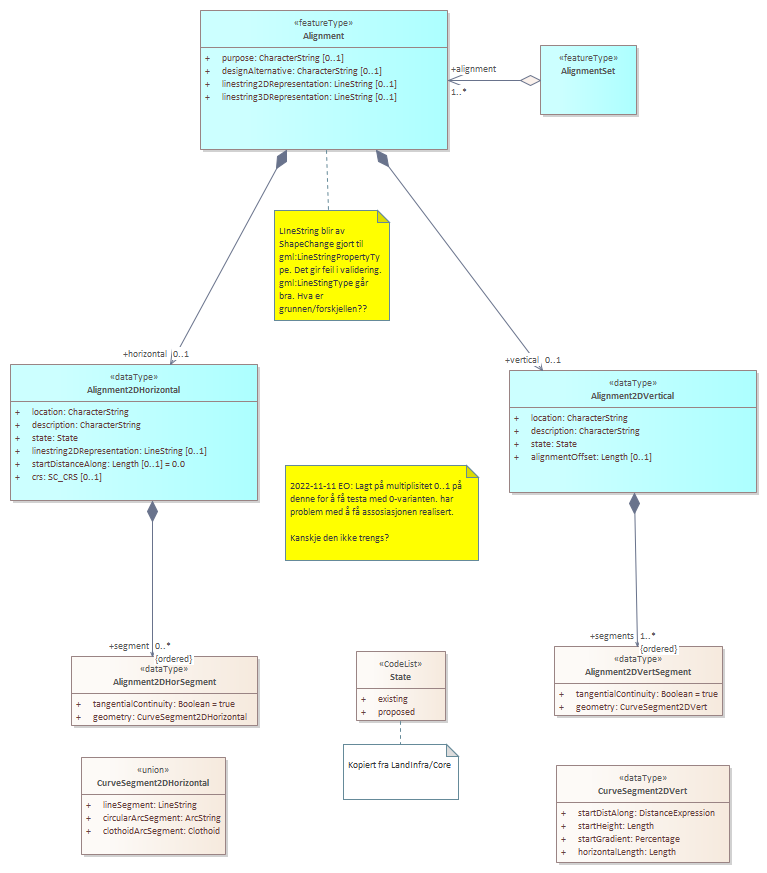 «featureType»
Alignment
+ purpose: CharacterString [0..1]
+ designAlternative: CharacterString [0..1]
+ linestring2DRepresentation: LineString [0..1]
+ linestring3DRepresentation: LineString [0..1]
+alignment
1..*
«featureType»
AlignmentSet
LIneString blir av
ShapeChange gjort til
gml:LineStringPropertyTy
pe. Det gir feil i validering.
gml:LineStingType går
bra. Hva er
grunnen/forskjellen??
+horizontal 0..1
+vertical 0..1
«dataType»
Alignment2DHorizontal
+ location: CharacterString
+ description: CharacterString
+ state: State
+ linestring2DRepresentation: LineString [0..1]
+ startDistanceAlong: Length [0..1] = 0.0
+ crs: SC_CRS [0..1]
«dataType»
Alignment2DVertical
+ location: CharacterString
+ description: CharacterString
+ state: State
+ alignmentOffset: Length [0..1]
2022-11-11 EO: Lagt på multiplisitet 0..1 på
denne for å få testa med 0-varianten. har
problem med å få assosiasjonen realisert.
Kanskje den ikke trengs?
+segment 0..*
{ordered}
«dataType»
Alignment2DHorSegment
+ tangentialContinuity: Boolean = true
+ geometry: CurveSegment2DHorizontal
«CodeList»
State
+ existing
+ proposed
+segments 1..*
{ordered}
«dataType»
Alignment2DVertSegment
+ tangentialContinuity: Boolean = true
+ geometry: CurveSegment2DVert
Kopiert fra LandInfra/Core
«union»
CurveSegment2DHorizontal
+ lineSegment: LineString
+ circularArcSegment: ArcString
+ clothoidArcSegment: Clothoid
«dataType»
CurveSegment2DVert
+ startDistAlong: DistanceExpression
+ startHeight: Length
+ startGradient: Percentage
+ horizontalLength: Length